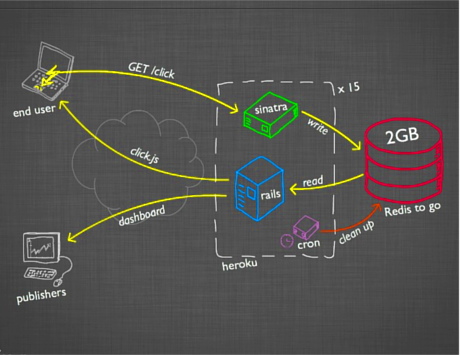 GET /click
x 15
end user
sinatra
write
2GB
click.js
rails
read
Redis to go
dashboard
cron
clean up
heroku
publishers